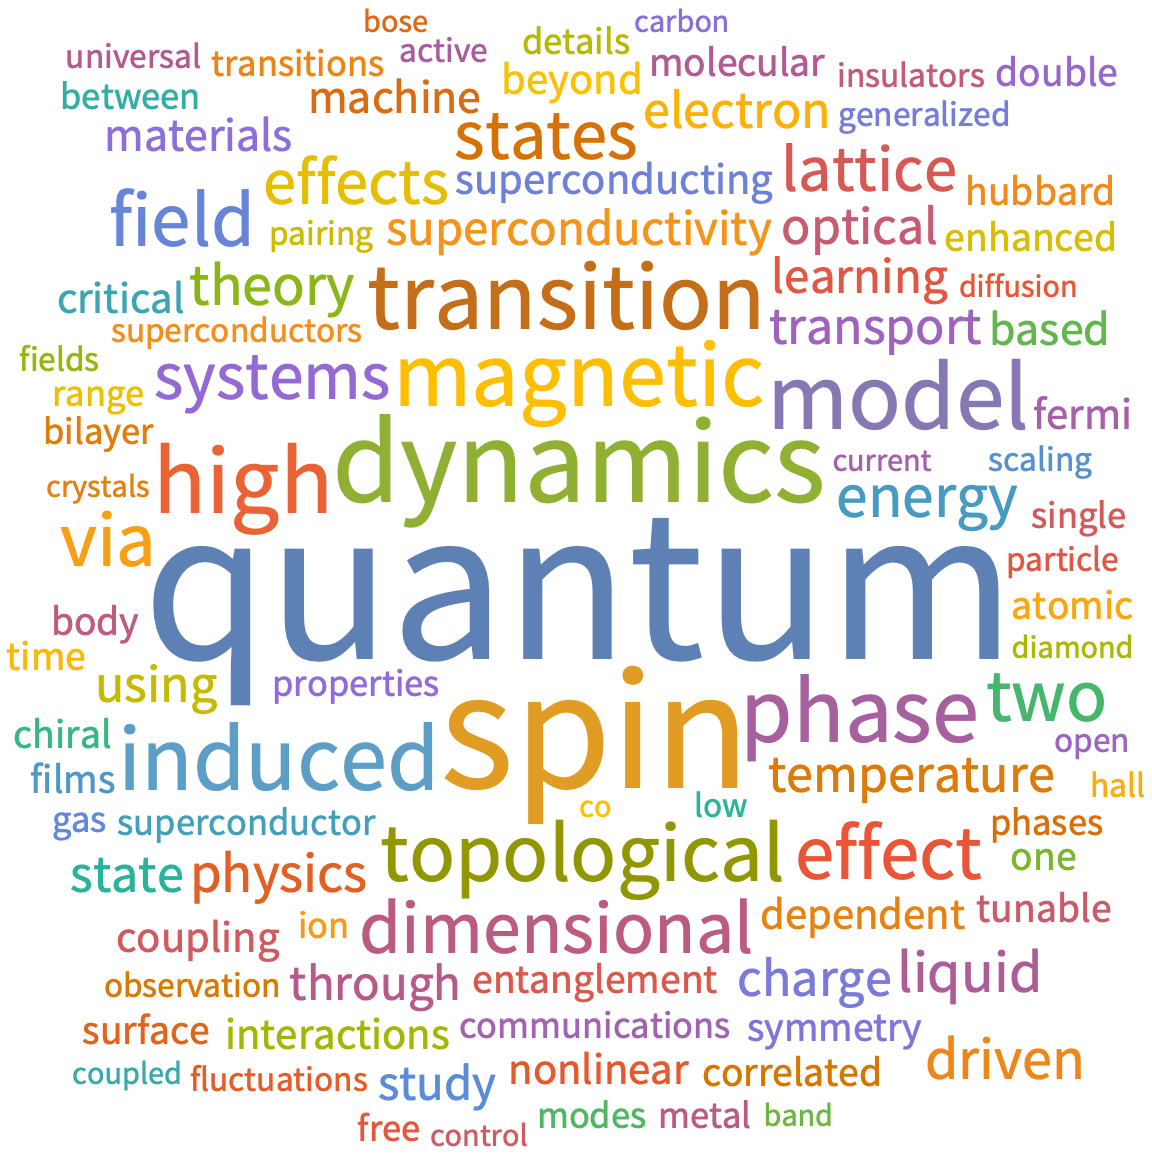 bose carbon
universal transitions active details molecular insulators double
between machine beyond electron generalized
materials states lattice
field effects superconducting hubbard
pairing superconductivity optical enhanced
critical theory transition learning diffusion
superconductors transport based
fields systems magnetic model fermi
range
bilayer high dynamics current scaling
crystals energy single
via quantum particle
body atomic
time using properties spin phase two diamond
chiral induced open
films temperature hall
gas superconductor co low phases
state physics topological effect one
coupling ion dimensional dependent tunable
observation through entanglement charge liquid
surface interactions communications symmetry
coupled fluctuations study nonlinear correlated driven
free control modes metal band